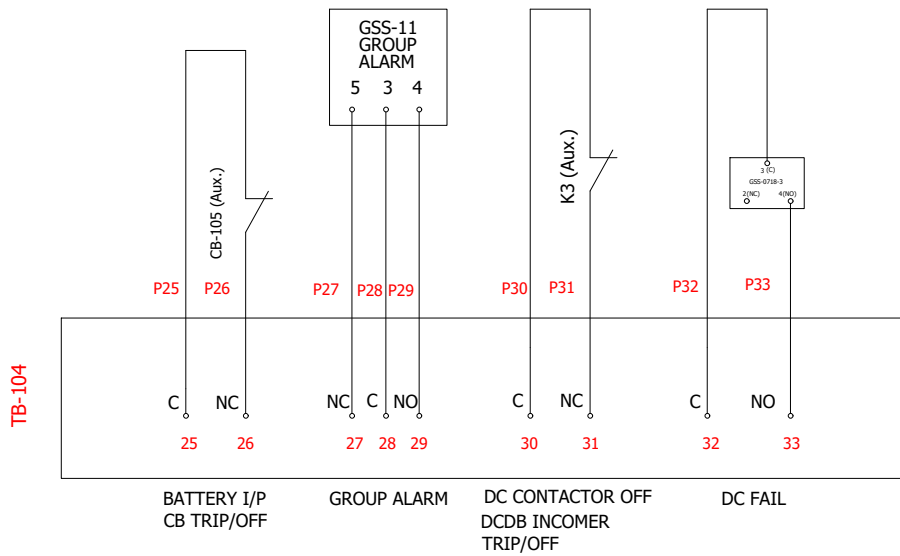 GSS-11
GROUP
ALARM
5 3 4
CB-105 (Aux.)
K3 (Aux.)
3 (C)
GSS-0718-3
2(NC) 4(NO)
P25 P26 P27 P28 P29 P30 P31 P32 P33
TB-104
C NC NC C NO C NC C NO
25 26 27 28 29 30 31 32 33
BATTERY I/P
CB TRIP/OFF
GROUP ALARM
DC CONTACTOR OFF
DCDB INCOMER
TRIP/OFF
DC FAIL